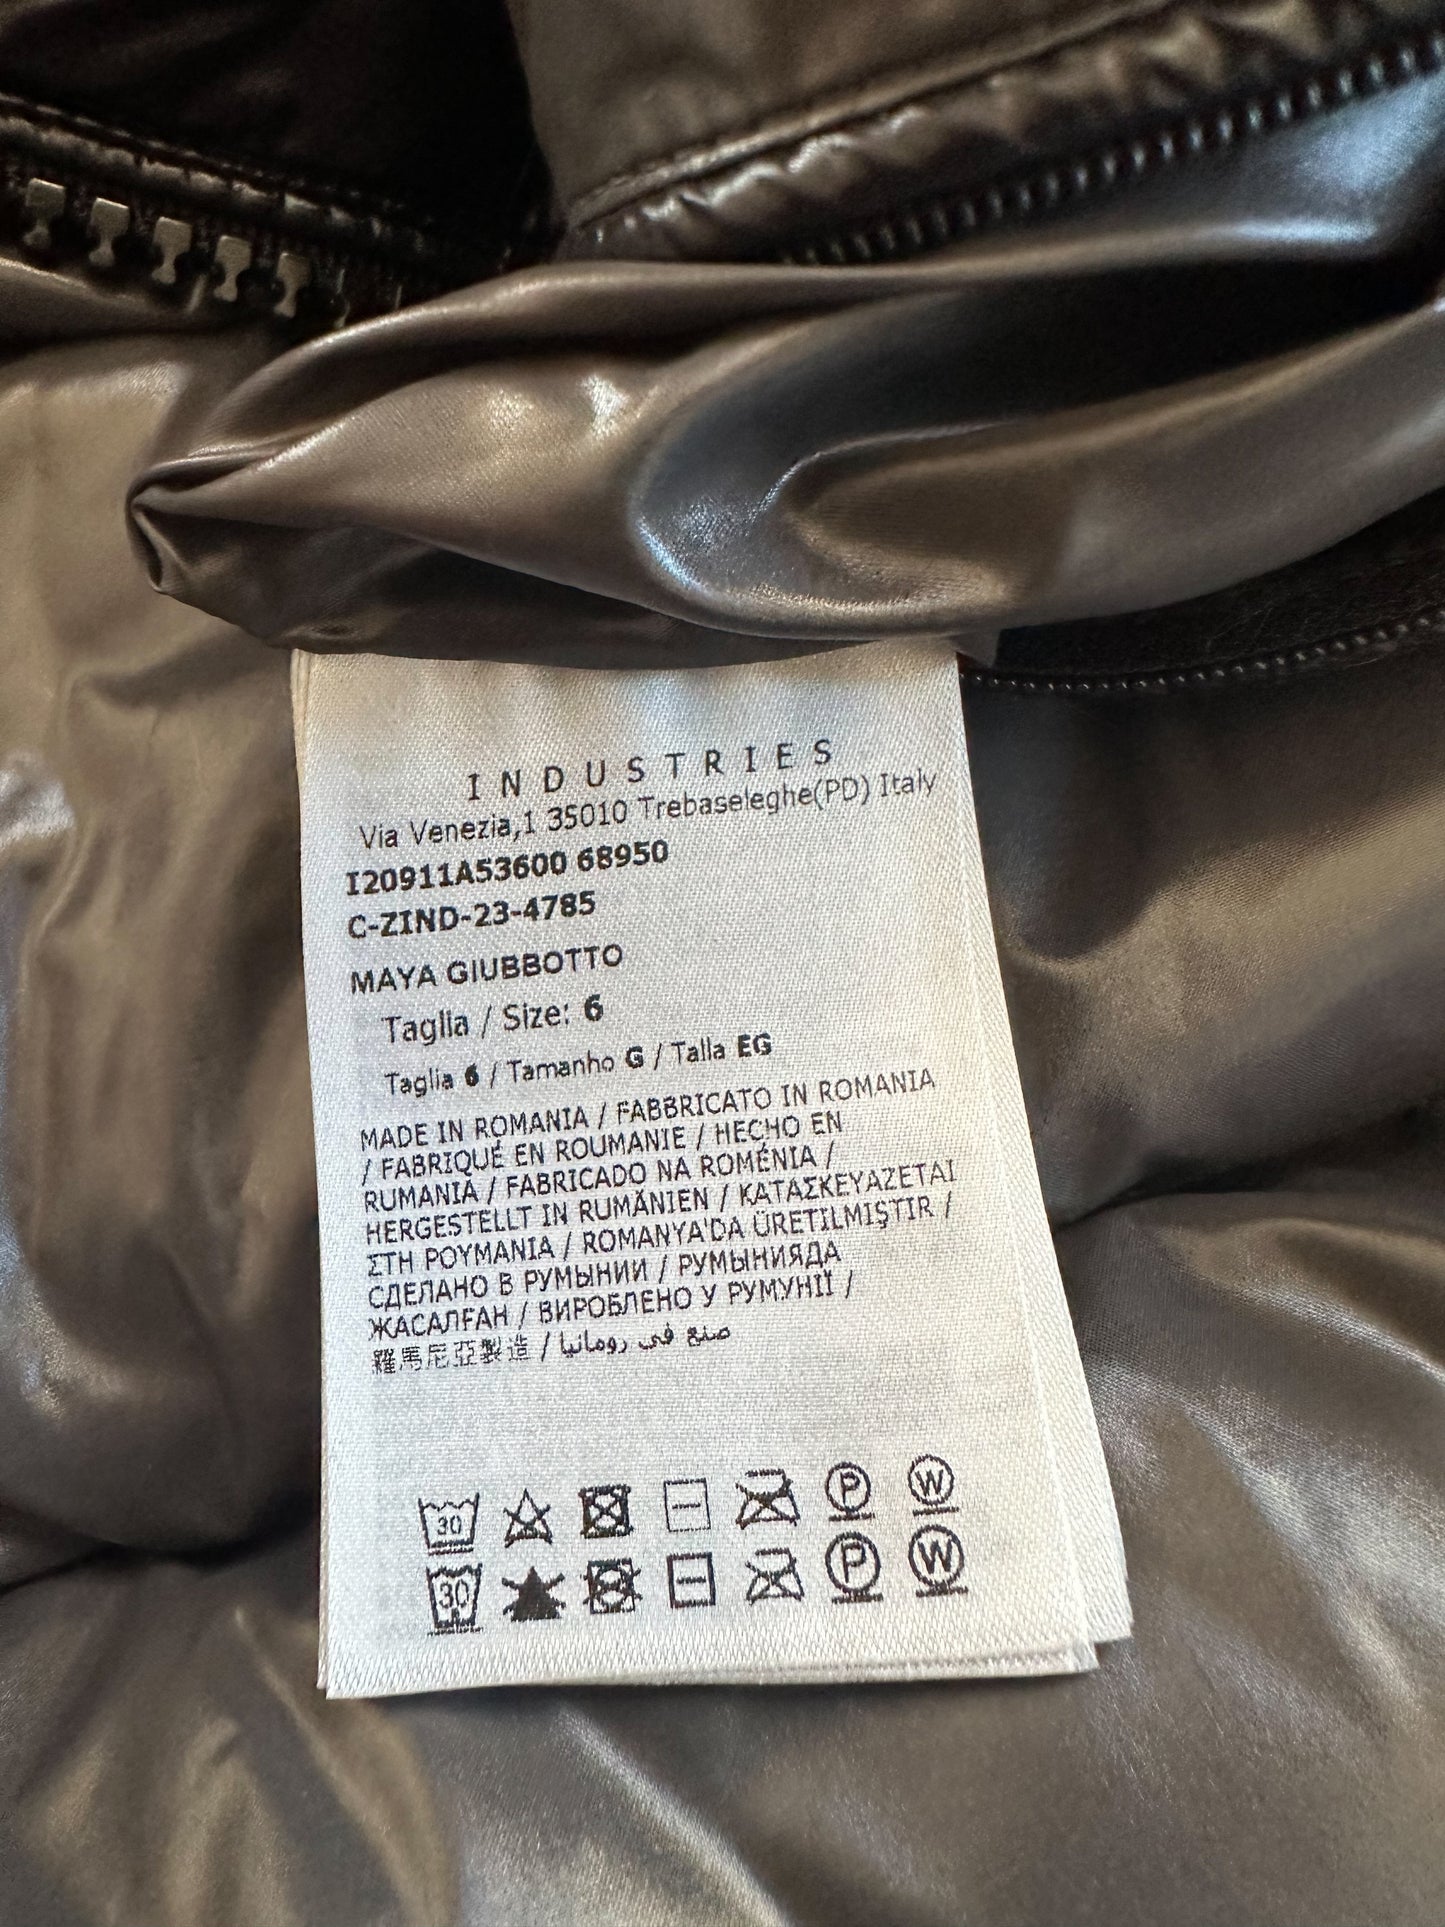 INDUSTRIES
Via Venezia,1 35010 Trebaseleghe(PD) Italy
I20911A53600 68950
C-ZIND-23-4785
MAYA GIUBBOTTO
Taglia / Size: 6
Taglia 6 / Tamanho G / Talla EG
MADE IN ROMANIA / FABBRICATO IN ROMANIA
/ FABRIQUÉ EN ROUMANIE / HECHO EN
RUMANIA / FABRICADO NA ROMÉNIA /
HERGESTELLT IN RUMÄNIEN / ΚΑΤΑΣΚΕΥΑΖΕΤΑΙ
ΣΤΗ ΡΟΥΜΑΝΙΑ / ROMANYA'DA ÜRETILMIŞTIR /
СДЕЛАНО В РУМЫНИИ / РУМЫНИЯДА
ЖАСАЛҒАН / ВИРОБЛЕНО У РУМУНІЇ /
羅馬尼亞製造 / صنع في رومانيا
30 P W
30 P W